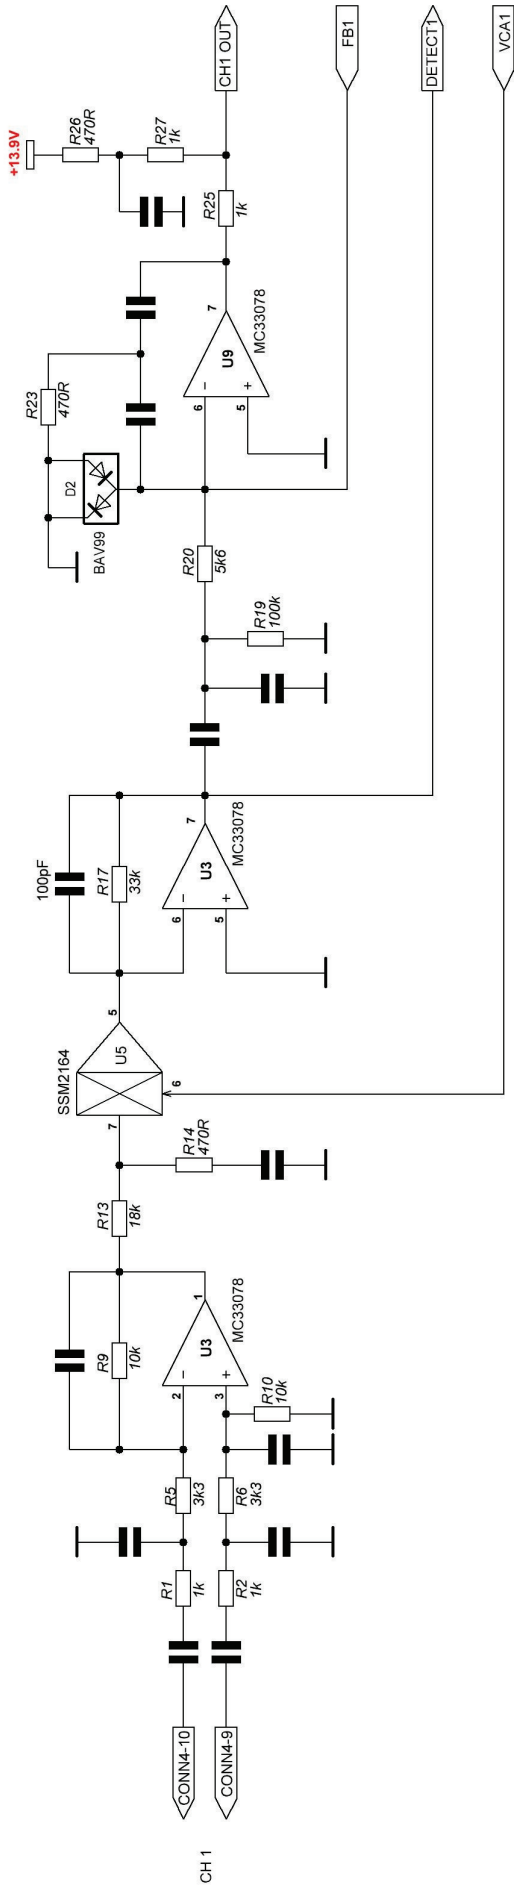 CH 1
CONN4-10
CONN4-9
R1
1k
R2
1k
R5
3k3
R6
3k3
R9
10k
R10
10k
2
3
1
U3
MC33078
R13
18k
R14
470R
SSM2164
7
U5
5
6
100pF
R17
33k
6
5
7
U3
MC33078
R19
100k
R20
5k6
BAV99
D2
R23
470R
6
5
7
U9
MC33078
R25
1k
+13.9V
R26
470R
R27
1k
CH1 OUT
FB1
DETECT1
VCA1